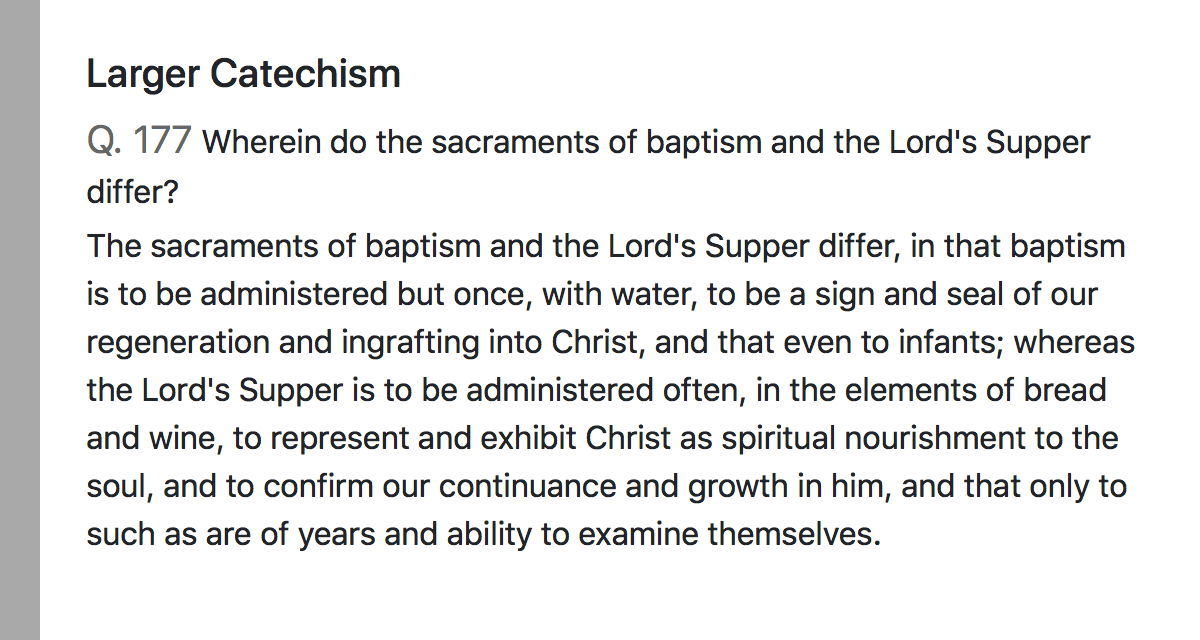 Larger Catechism
Q. 177 Wherein do the sacraments of baptism and the Lord's Supper
differ?
The sacraments of baptism and the Lord's Supper differ, in that baptism
is to be administered but once, with water, to be a sign and seal of our
regeneration and ingrafting into Christ, and that even to infants; whereas
the Lord's Supper is to be administered often, in the elements of bread
and wine, to represent and exhibit Christ as spiritual nourishment to the
soul, and to confirm our continuance and growth in him, and that only to
such as are of years and ability to examine themselves.